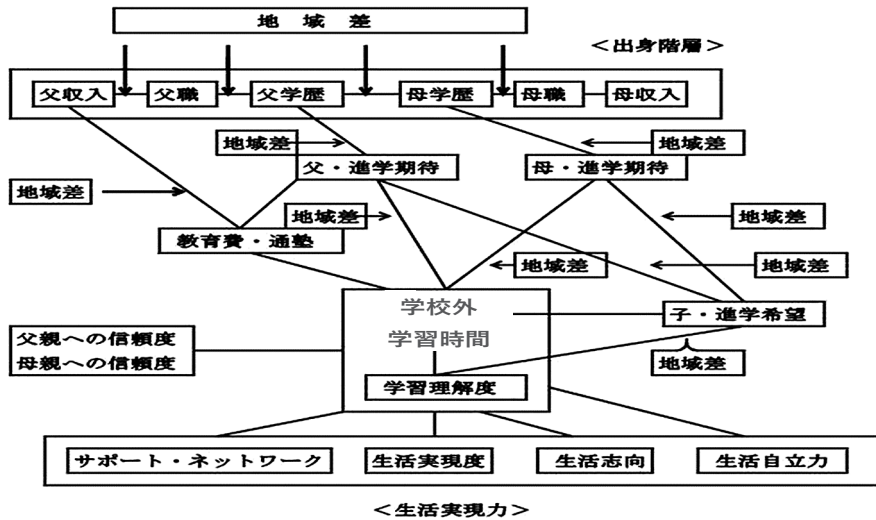 地 域 差
＜出身階層＞
父収入
父職
父学歴
母学歴
母職
母収入
地域差
地域差
父・進学期待
母・進学期待
地域差
地域差
地域差
教育費・通塾
地域差
地域差
学校外
学習時間
子・進学希望
父親への信頼度
母親への信頼度
地域差
学習理解度
サポート・ネットワーク
生活実現度
生活志向
生活自立力
＜生活実現力＞